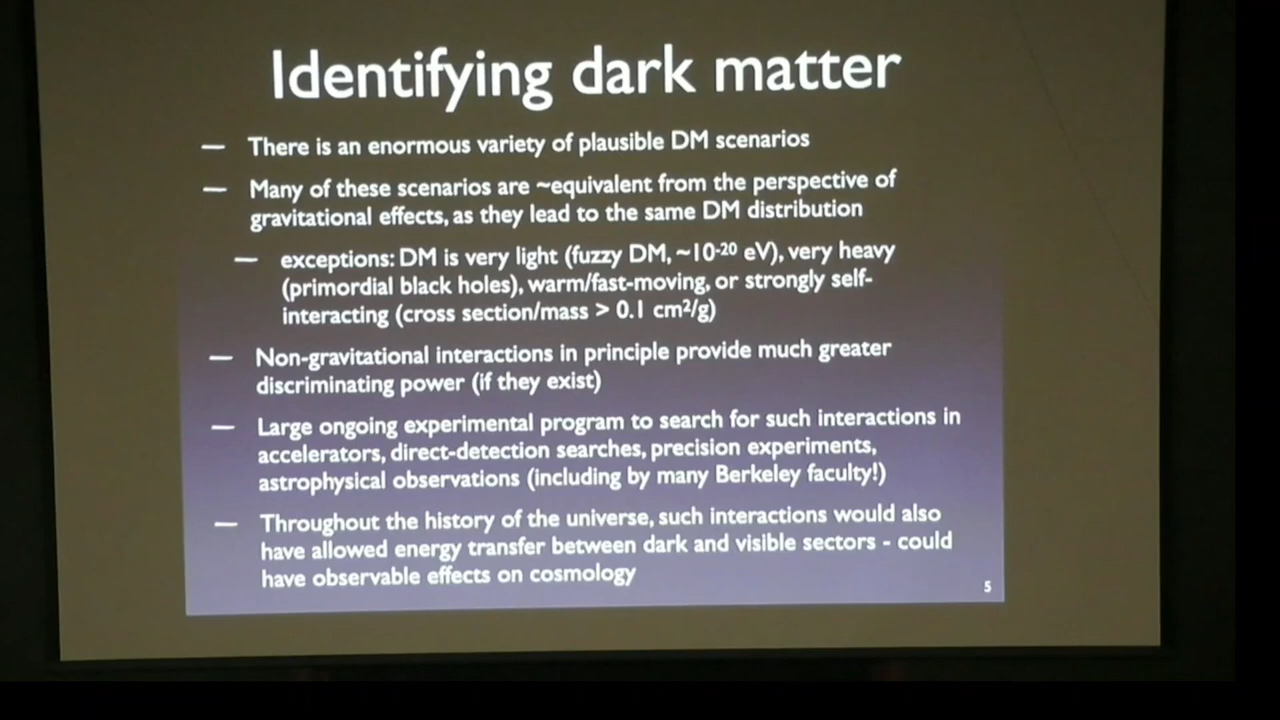 Identifying dark matter
— There is an enormous variety of plausible DM scenarios
— Many of these scenarios are ~equivalent from the perspective of
gravitational effects, as they lead to the same DM distribution
— exceptions: DM is very light (fuzzy DM, ~10-20 eV), very heavy
(primordial black holes), warm/fast-moving, or strongly self-
interacting (cross section/mass > 0.1 cm²/g)
— Non-gravitational interactions in principle provide much greater
discriminating power (if they exist)
— Large ongoing experimental program to search for such interactions in
accelerators, direct-detection searches, precision experiments,
astrophysical observations (including by many Berkeley faculty!)
— Throughout the history of the universe, such interactions would also
have allowed energy transfer between dark and visible sectors - could
have observable effects on cosmology
5